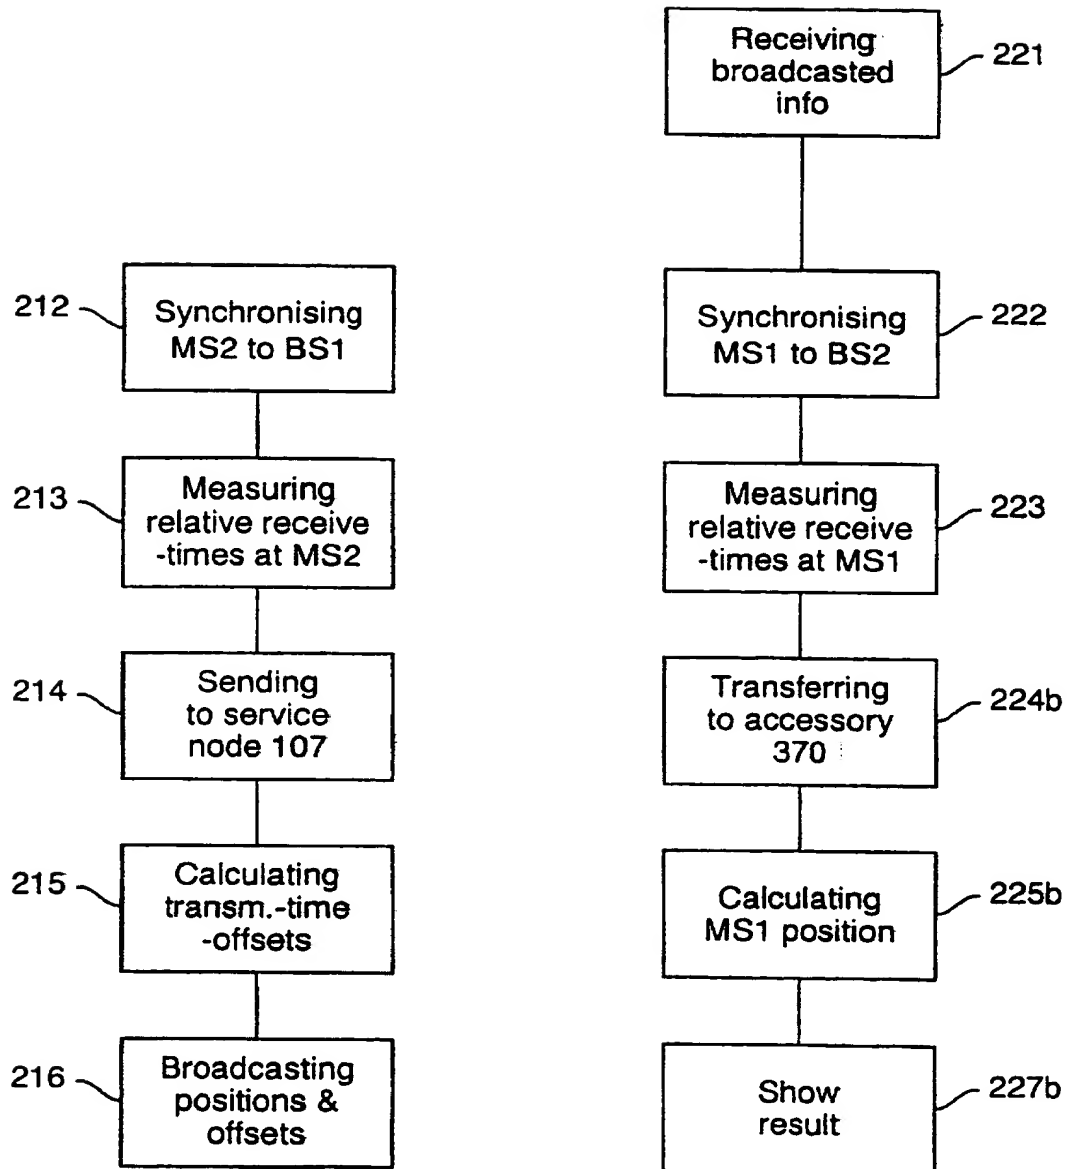 212
Synchronising
MS2 to BS1
213
Measuring
relative receive
-times at MS2
214
Sending
to service
node 107
215
Calculating
transm.-time
-offsets
216
Broadcasting
positions &
offsets
Receiving
broadcasted
info
221
Synchronising
MS1 to BS2
222
Measuring
relative receive
-times at MS1
223
Transferring
to accessory
370
224b
Calculating
MS1 position
225b
Show
result
227b